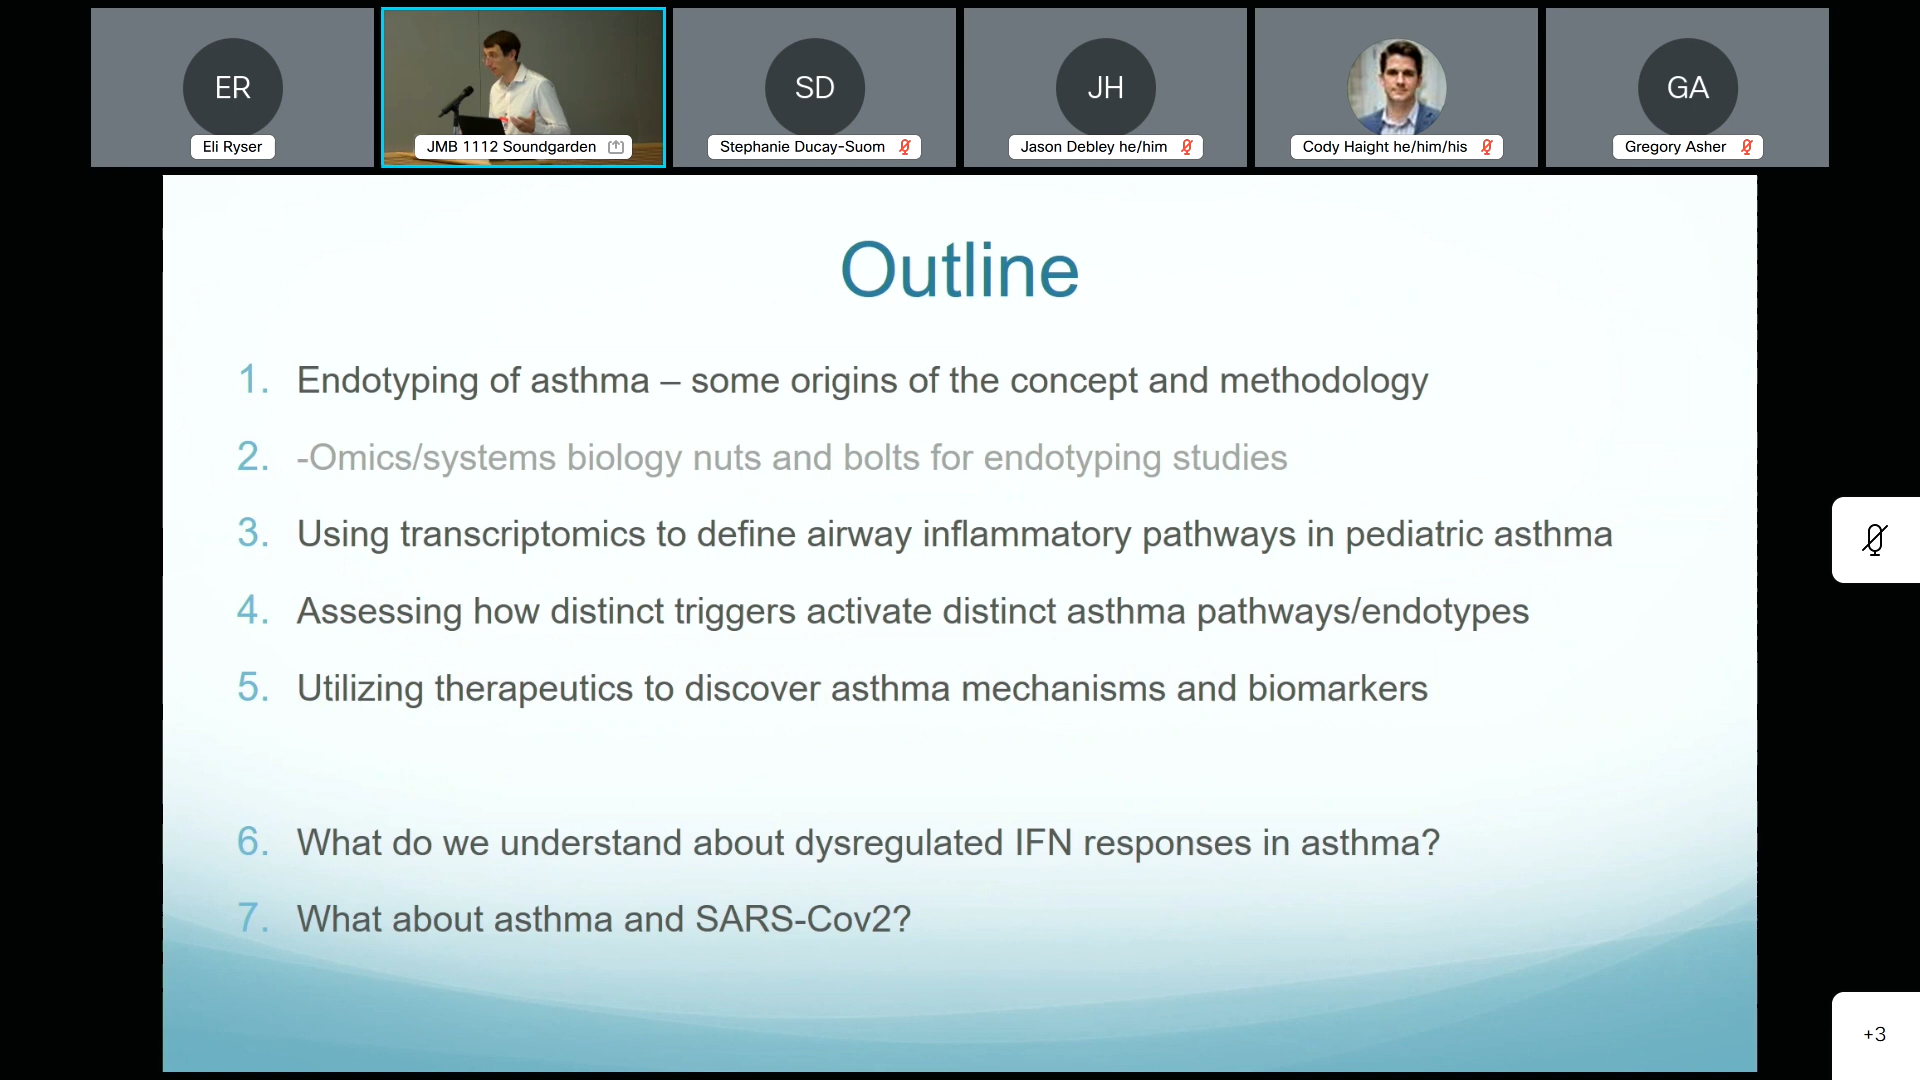 ER
SD
JH
GA
Eli Ryser
JMB 1112 Soundgarden
Stephanie Ducay-Suom
Jason Debley he/him
Cody Haight he/him/his
Gregory Asher
Outline
1. Endotyping of asthma – some origins of the concept and methodology
2. -Omics/systems biology nuts and bolts for endotyping studies
3. Using transcriptomics to define airway inflammatory pathways in pediatric asthma
4. Assessing how distinct triggers activate distinct asthma pathways/endotypes
5. Utilizing therapeutics to discover asthma mechanisms and biomarkers
6. What do we understand about dysregulated IFN responses in asthma?
7. What about asthma and SARS-Cov2?
+3